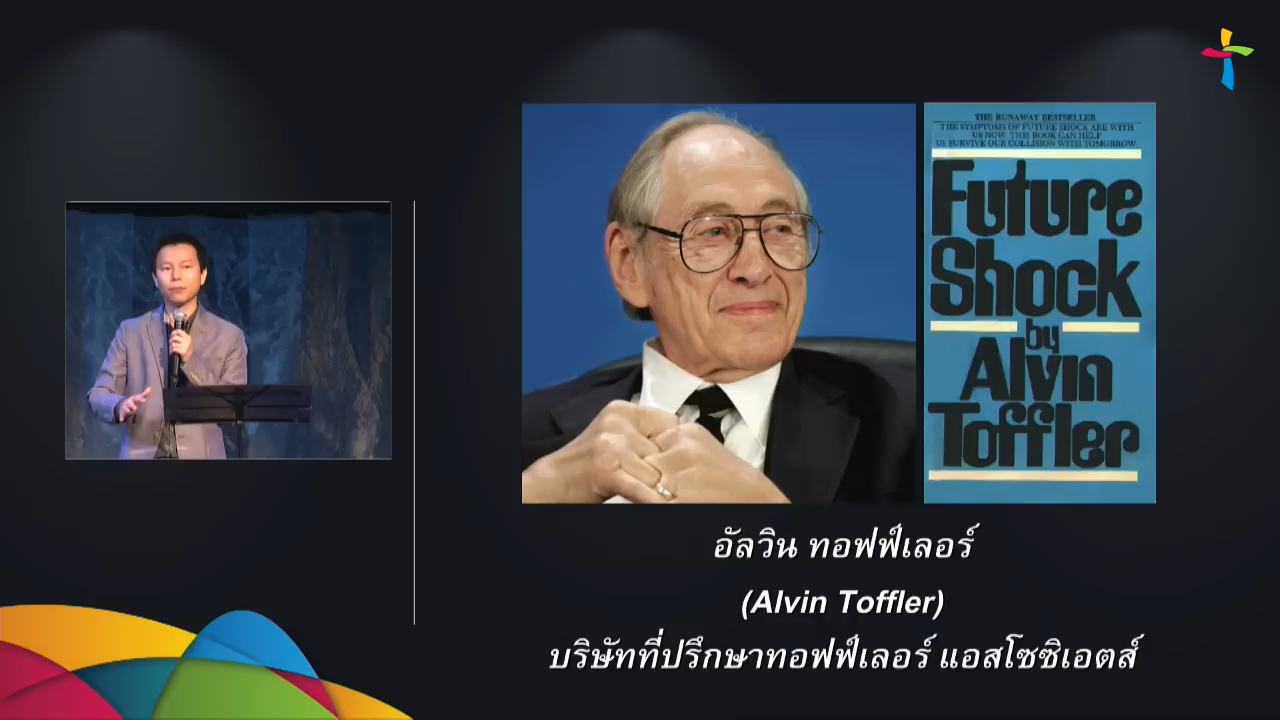 THE RUNAWAY BESTSELLER
THE SYMPTOMS OF FUTURE SHOCK ARE WITH
US NOW. THIS BOOK CAN HELP
US SURVIVE OUR COLLISION WITH TOMORROW.
Future
Shock
by
Alvin
Toffler
อัลวิน ทอฟฟ์เลอร์
(Alvin Toffler)
บริษัทที่ปรึกษาทอฟฟ์เลอร์ แอสโซซิเอตส์